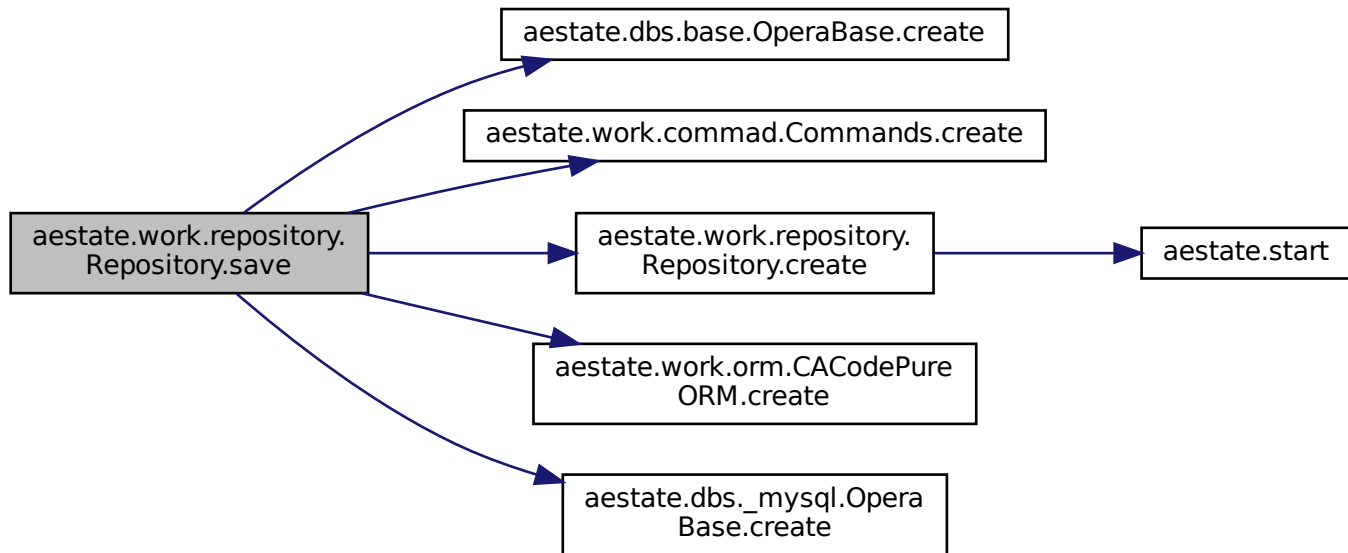 aestate.dbs.base.OperaBase.create
aestate.work.commad.Commands.create
aestate.work.repository.
Repository.save
aestate.work.repository.
Repository.create
aestate.start
aestate.work.orm.CACodePure
ORM.create
aestate.dbs._mysql.Opera
Base.create